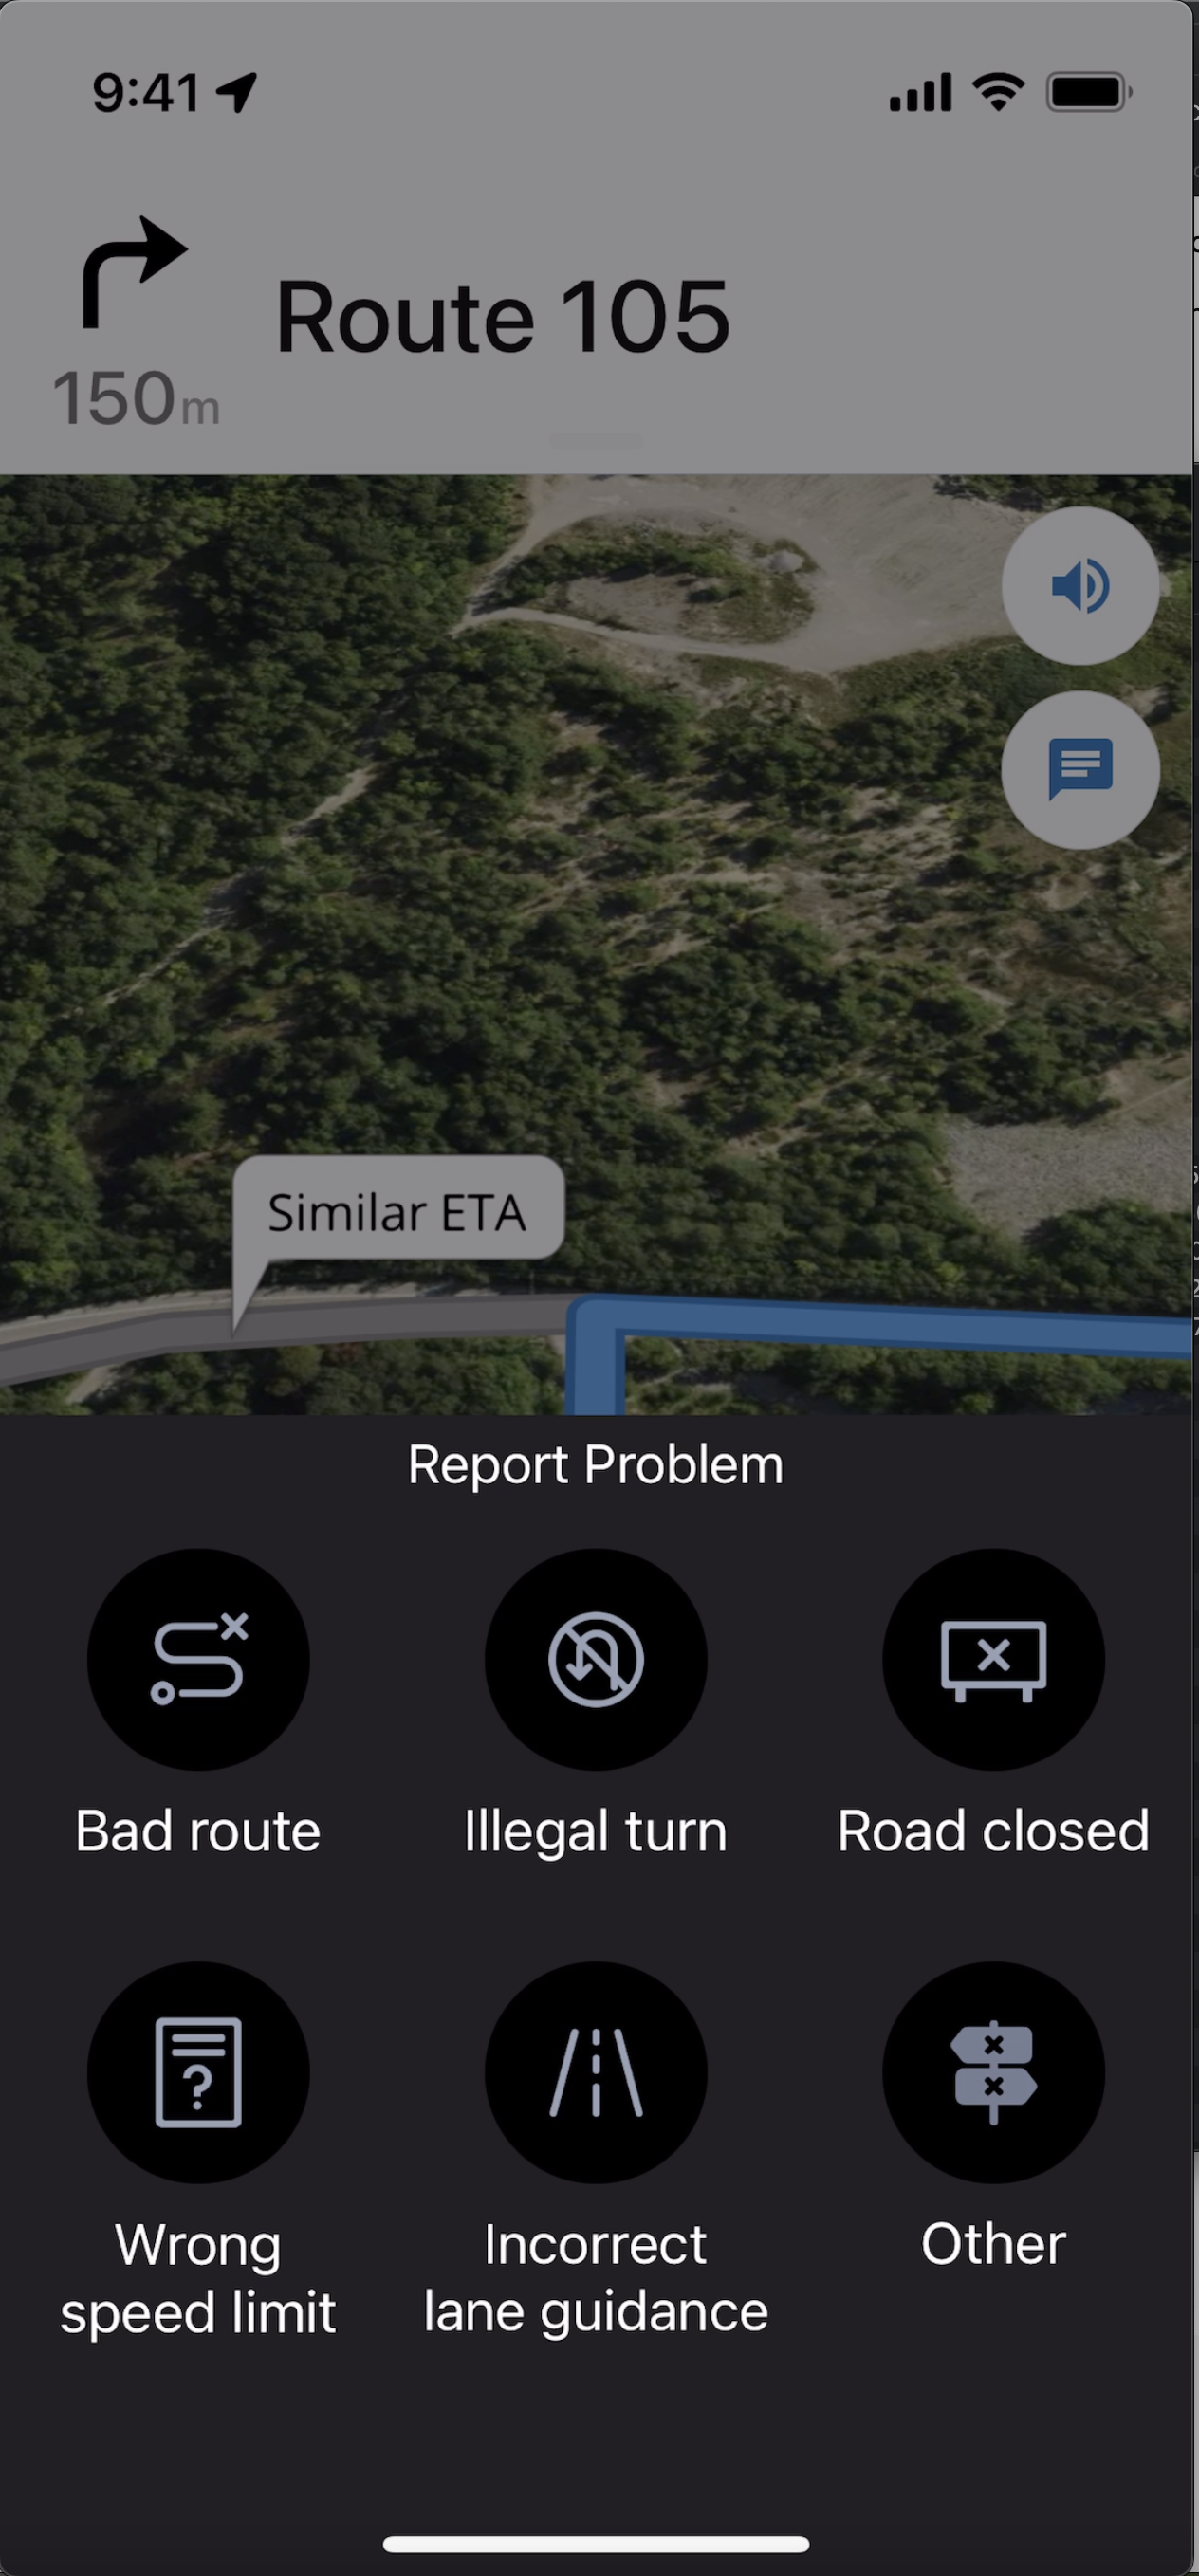 9:41
Route 105
150m
Similar ETA
Report Problem
Bad route
Illegal turn
Road closed
?
Wrong
speed limit
Incorrect
lane guidance
Other